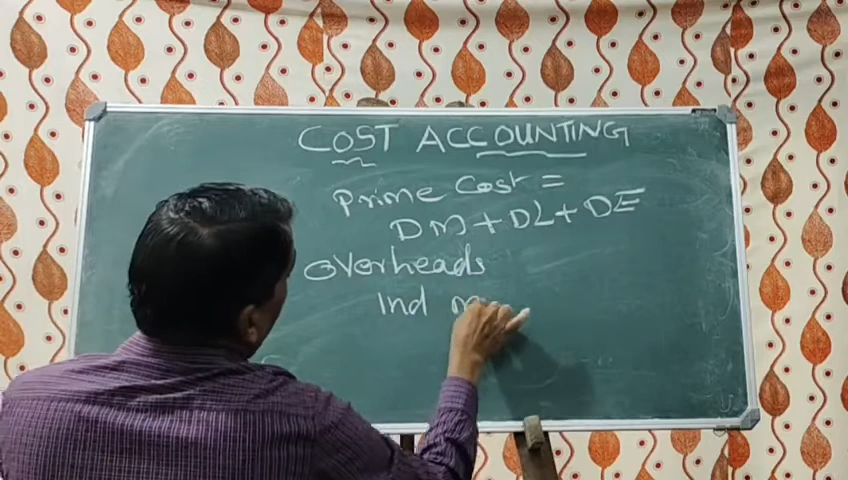 COST ACCOUNTING
Prime Cost =
DM + DL + DE
Overheads
Ind m